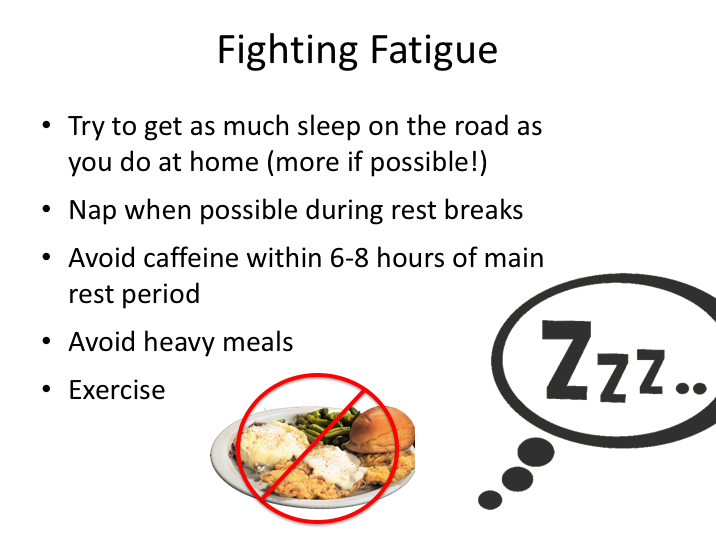 Fighting Fatigue
• Try to get as much sleep on the road as
you do at home (more if possible!)
• Nap when possible during rest breaks
• Avoid caffeine within 6-8 hours of main
rest period
• Avoid heavy meals
• Exercise
Zzz..